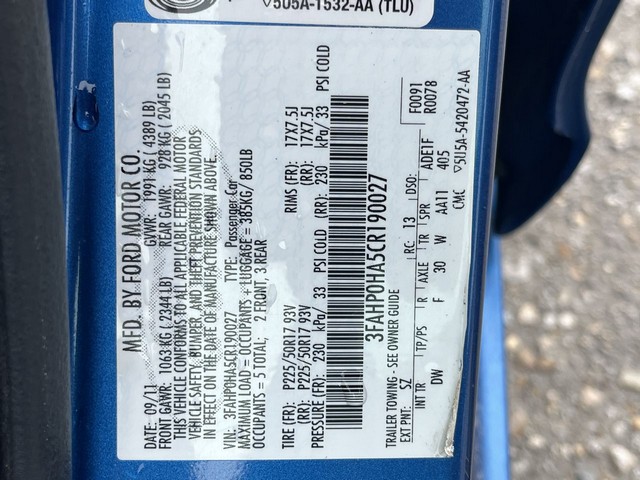 ▽5U5A-1532-AA (TLU)
MFD. BY FORD MOTOR CO.
DATE: 09/11 GVWR: 1991 KG ( 4389 LB)
FRONT GAWR: 1063 KG ( 2344 LB) REAR GAWR: 928 KG ( 2045 LB)
THIS VEHICLE CONFORMS TO ALL APPLICABLE FEDERAL MOTOR
VEHICLE SAFETY, BUMPER, AND THEFT PREVENTION STANDARDS
IN EFFECT ON THE DATE OF MANUFACTURE SHOWN ABOVE.
VIN: 3FAHP0HA5CR190027 TYPE: Passenger Car
MAXIMUM LOAD = OCCUPANTS + LUGGAGE = 385KG/ 850LB
OCCUPANTS = 5 TOTAL; 2 FRONT, 3 REAR
TIRE (FR): P225/50R17 93V RIMS (FR): 17X7.5J
(RR): P225/50R17 93V (RR): 17X7.5J
PRESSURE (FR): 230 kPa/ 33 PSI COLD (RR): 230 kPa/ 33 PSI COLD
3FAHP0HA5CR190027
TRAILER TOWING - SEE OWNER GUIDE
F0091
R0078
EXT PNT: SZ RC: 13 DSO: ADE1F
INT TR TP/PS R AXLE TR SPR 405
DW F 30 W AA11
CMC ▽5U5A-5420472-AA